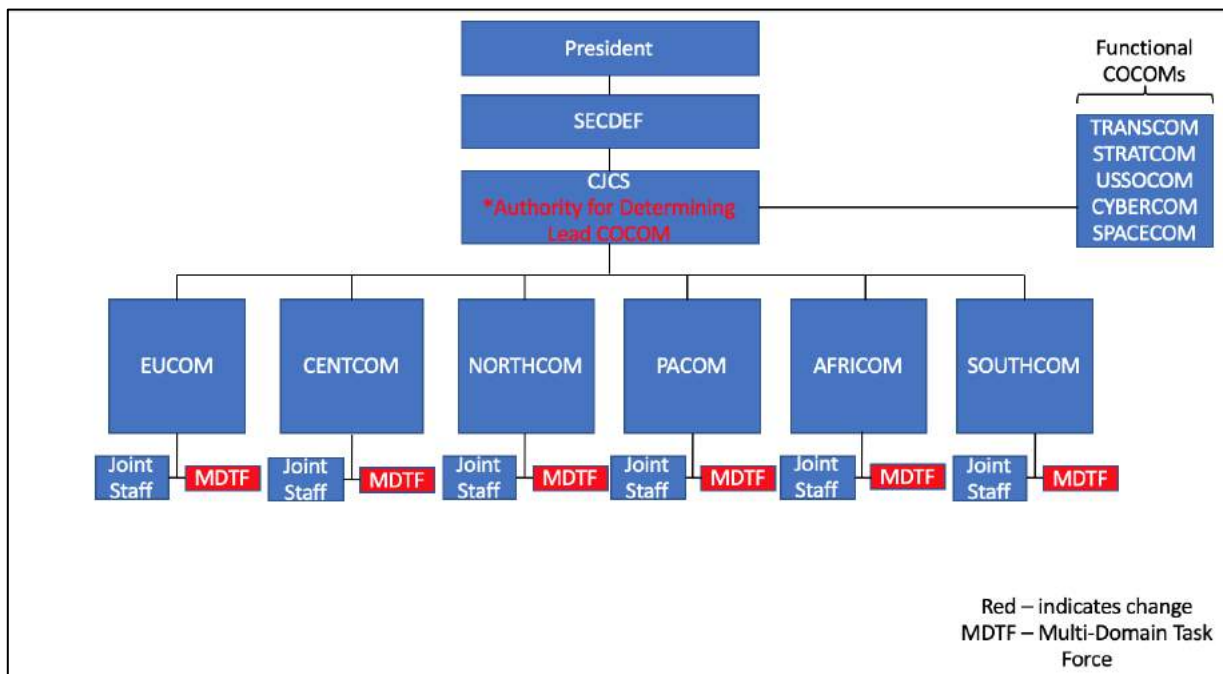 President
SECDEF
CJCS
*Authority for Determining
Lead COCOM
Functional
COCOMs
TRANSCOM
STRATCOM
USSOCOM
CYBERCOM
SPACECOM
EUCOM
CENTCOM
NORTHCOM
PACOM
AFRICOM
SOUTHCOM
Joint
Staff
MDTF
Joint
Staff
MDTF
Joint
Staff
MDTF
Joint
Staff
MDTF
Joint
Staff
MDTF
Joint
Staff
MDTF
Red – indicates change
MDTF – Multi-Domain Task
Force